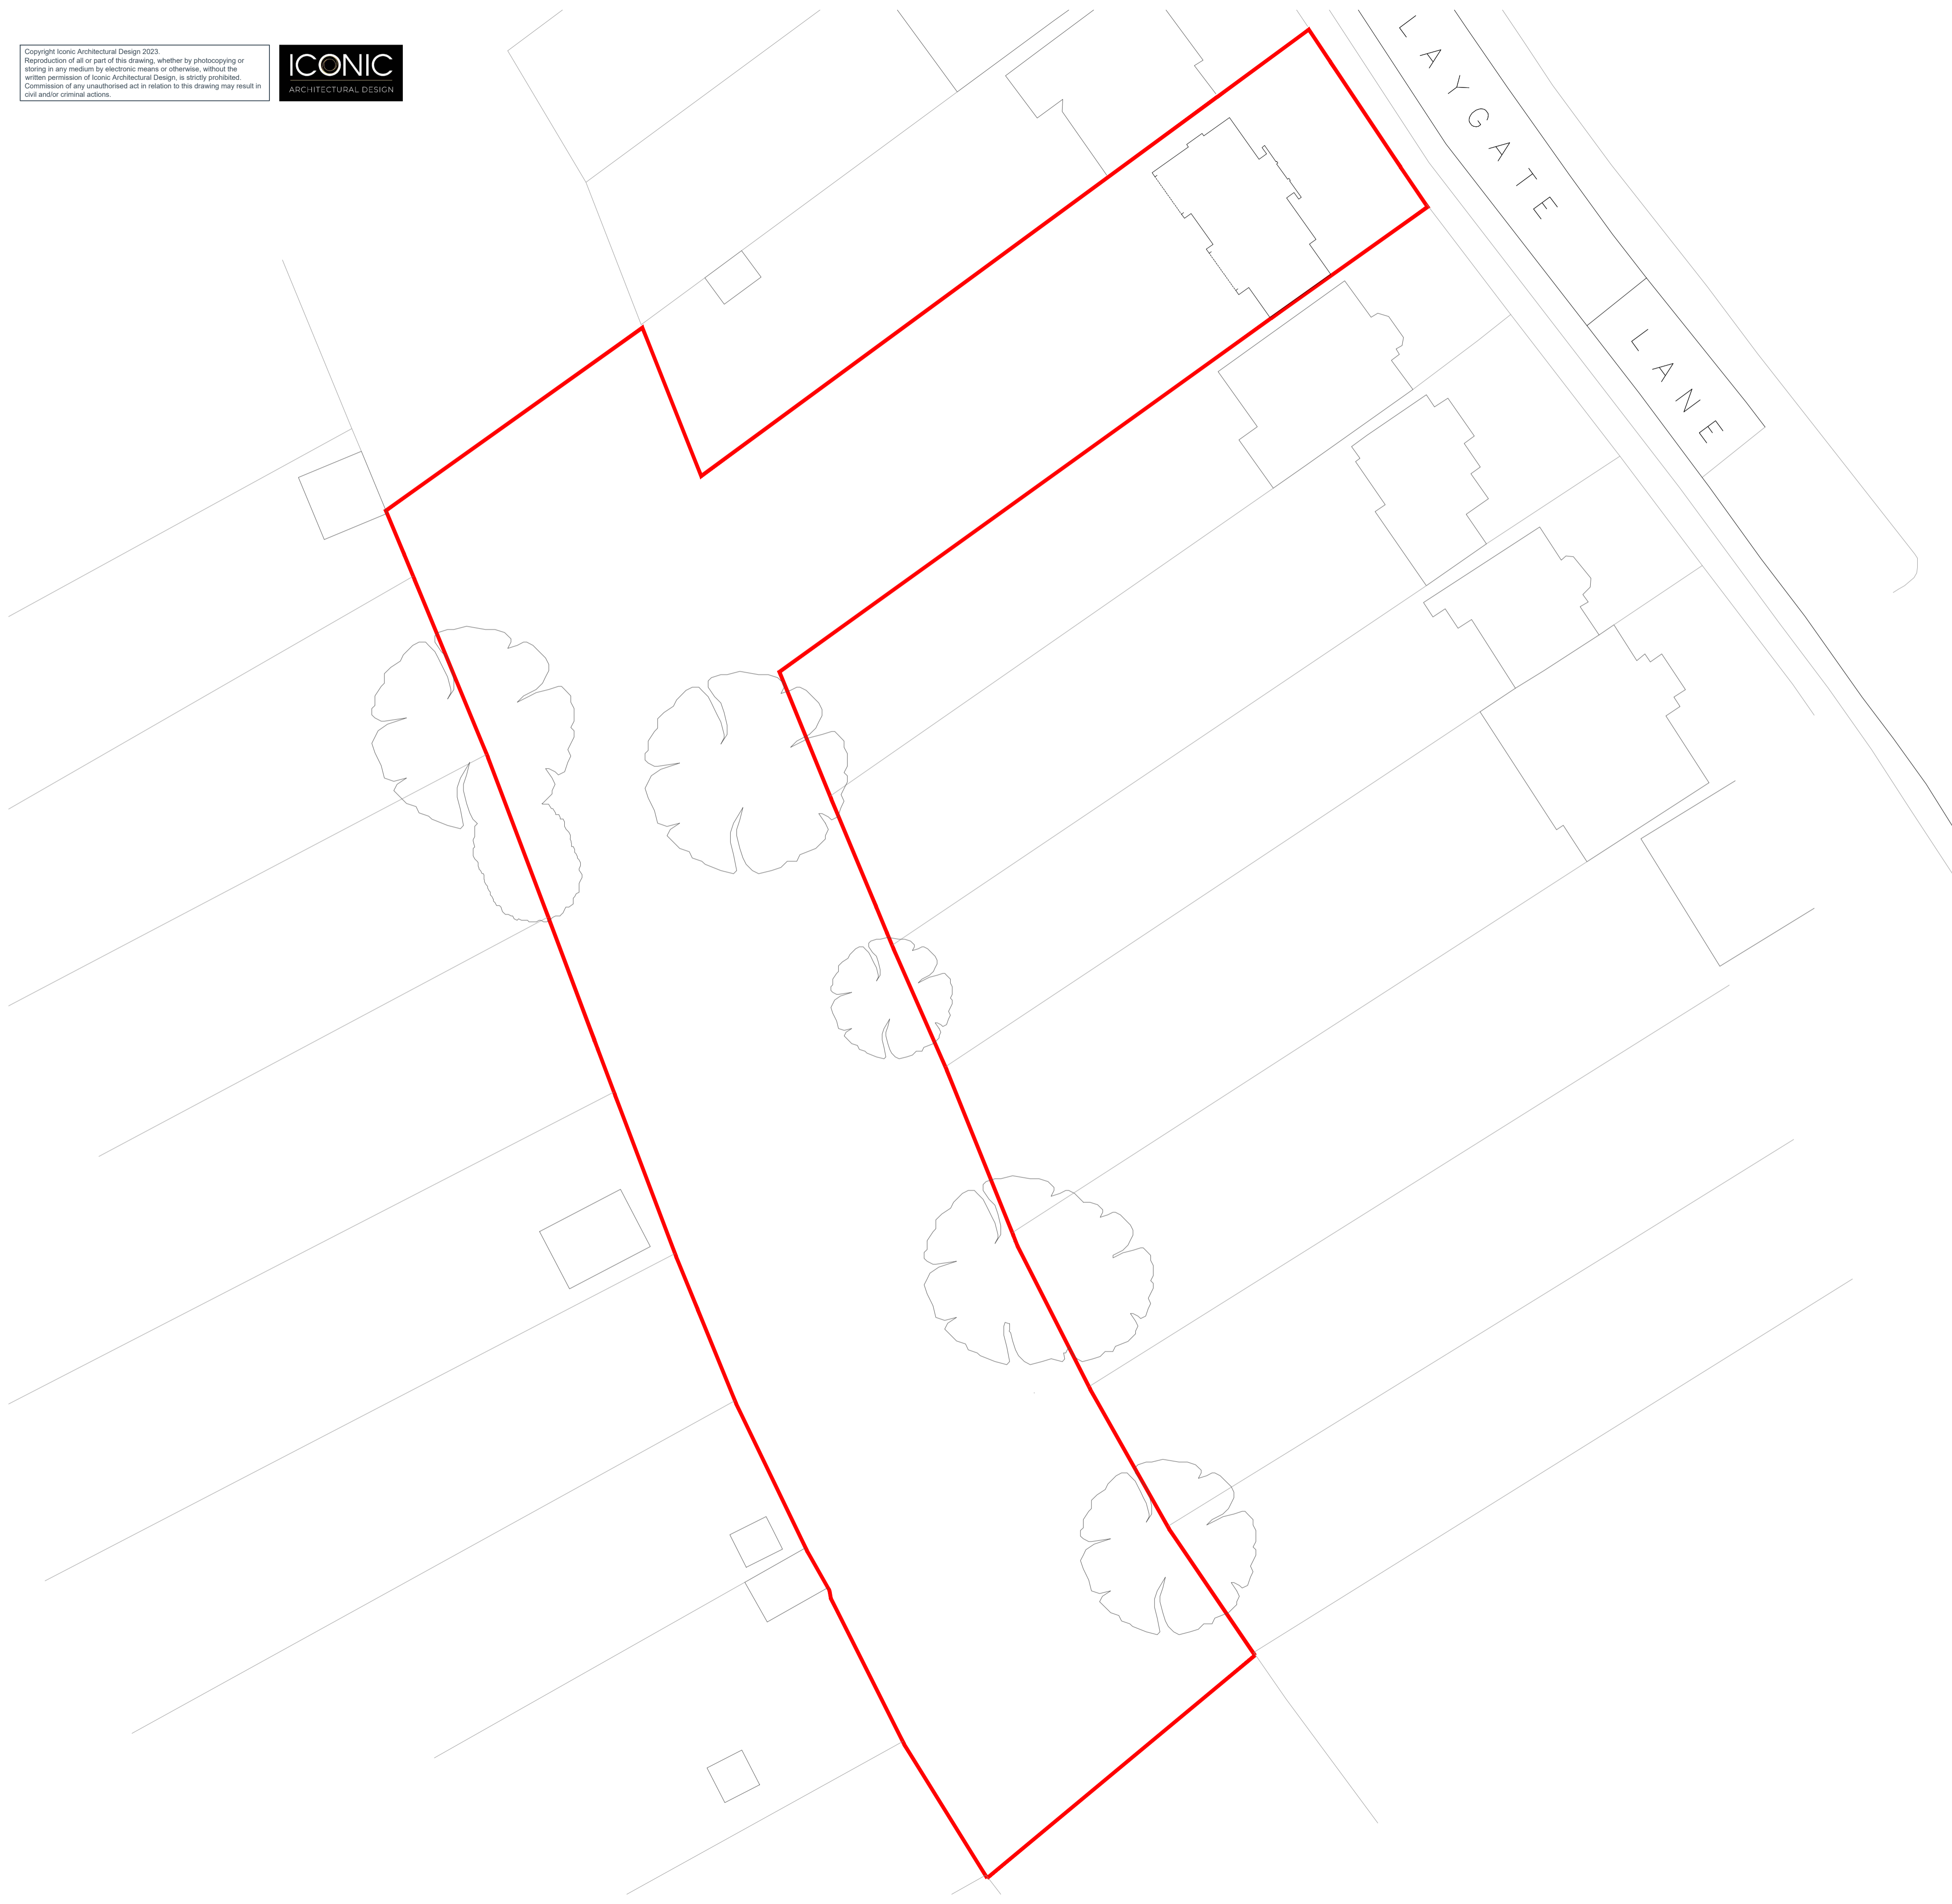 Copyright Iconic Architectural Design 2023.
Reproduction of all or part of this drawing, whether by photocopying or
storing in any medium by electronic means or otherwise, without the
written permission of Iconic Architectural Design, is strictly prohibited.
Commission of any unauthorised act in relation to this drawing may result in
civil and/or criminal actions.
ICONIC
ARCHITECTURAL DESIGN
LAYGATE LANE